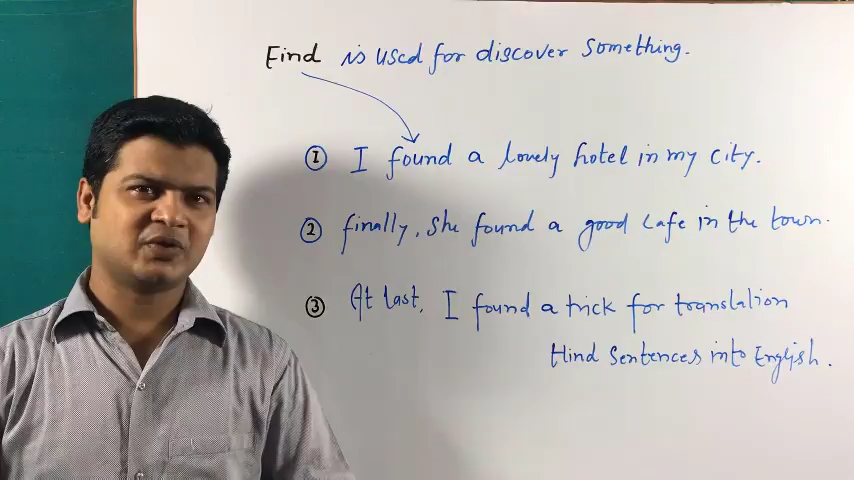 Find is used for discover something.
① I found a lovely hotel in my city.
② finally, she found a good cafe in the town.
③ At last, I found a trick for translation
Hind sentences into English.